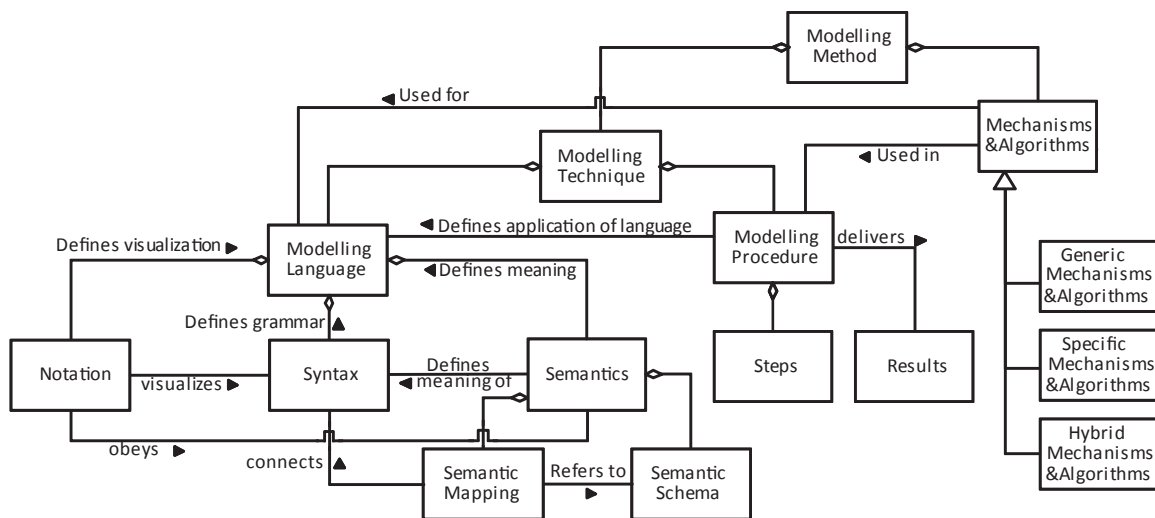 Modelling
Method
Used for
Mechanisms
&Algorithms
Modelling
Technique
Used in
Defines application of language
Defines visualization
Modelling
Language
Modelling
Procedure
delivers
Defines meaning
Generic
Mechanisms
&Algorithms
Defines grammar
Notation
visualizes
Syntax
Defines
meaning of
Semantics
Steps
Results
Specific
Mechanisms
&Algorithms
obeys
connects
Semantic
Mapping
Refers to
Semantic
Schema
Hybrid
Mechanisms
&Algorithms